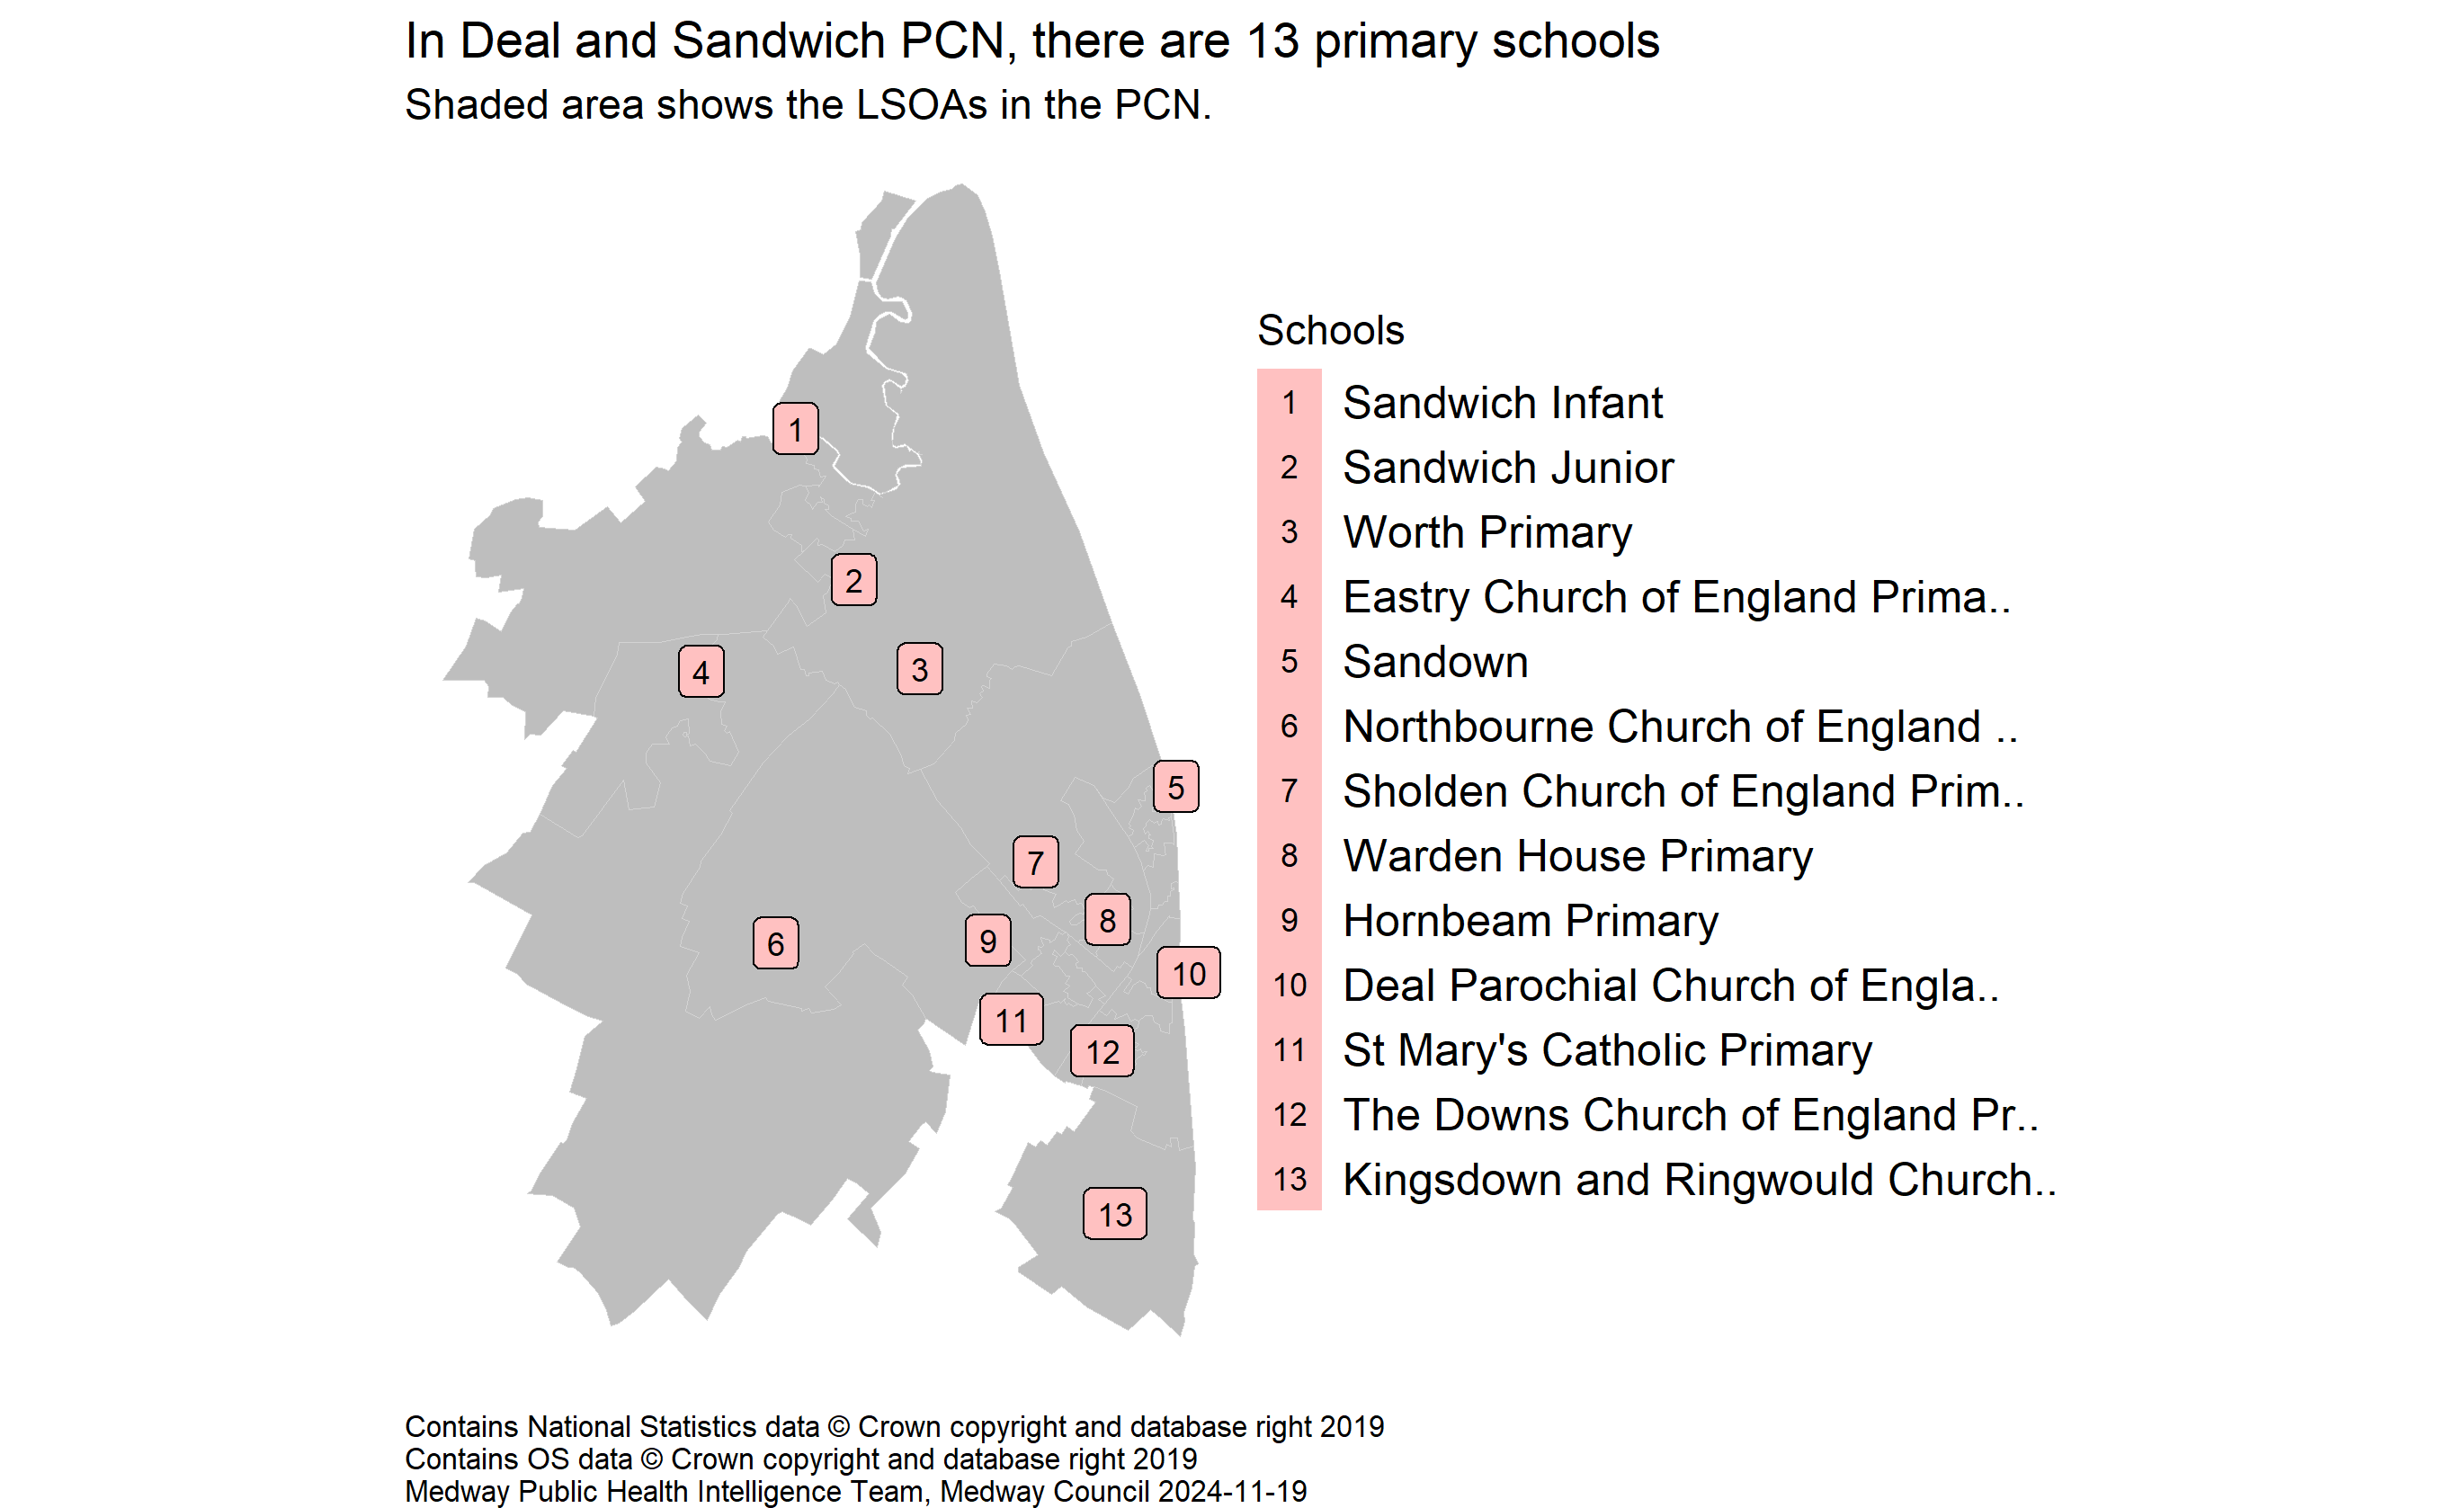 In Deal and Sandwich PCN, there are 13 primary schools
Shaded area shows the LSOAs in the PCN.
1
2
3
4
5
6
7
8
9
10
11
12
13
Schools
1 Sandwich Infant
2 Sandwich Junior
3 Worth Primary
4 Eastry Church of England Prima..
5 Sandown
6 Northbourne Church of England ..
7 Sholden Church of England Prim..
8 Warden House Primary
9 Hornbeam Primary
10 Deal Parochial Church of Engla..
11 St Mary's Catholic Primary
12 The Downs Church of England Pr..
13 Kingsdown and Ringwould Church..
Contains National Statistics data © Crown copyright and database right 2019
Contains OS data © Crown copyright and database right 2019
Medway Public Health Intelligence Team, Medway Council 2024-11-19